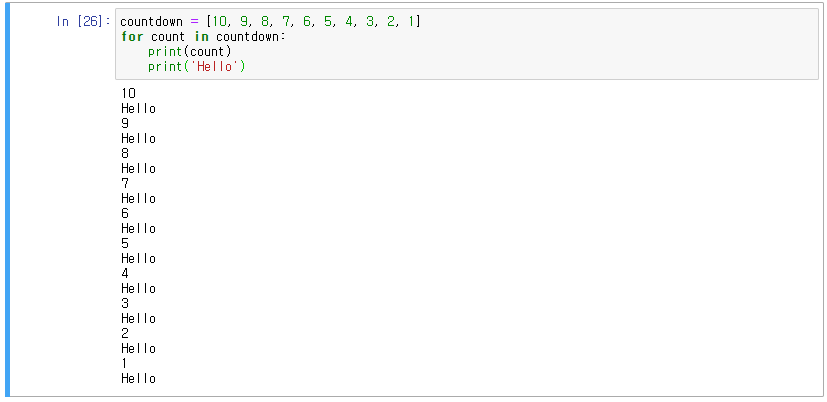 In [26]: countdown = [10, 9, 8, 7, 6, 5, 4, 3, 2, 1]
for count in countdown:
    print(count)
    print('Hello')
10
Hello
9
Hello
8
Hello
7
Hello
6
Hello
5
Hello
4
Hello
3
Hello
2
Hello
1
Hello